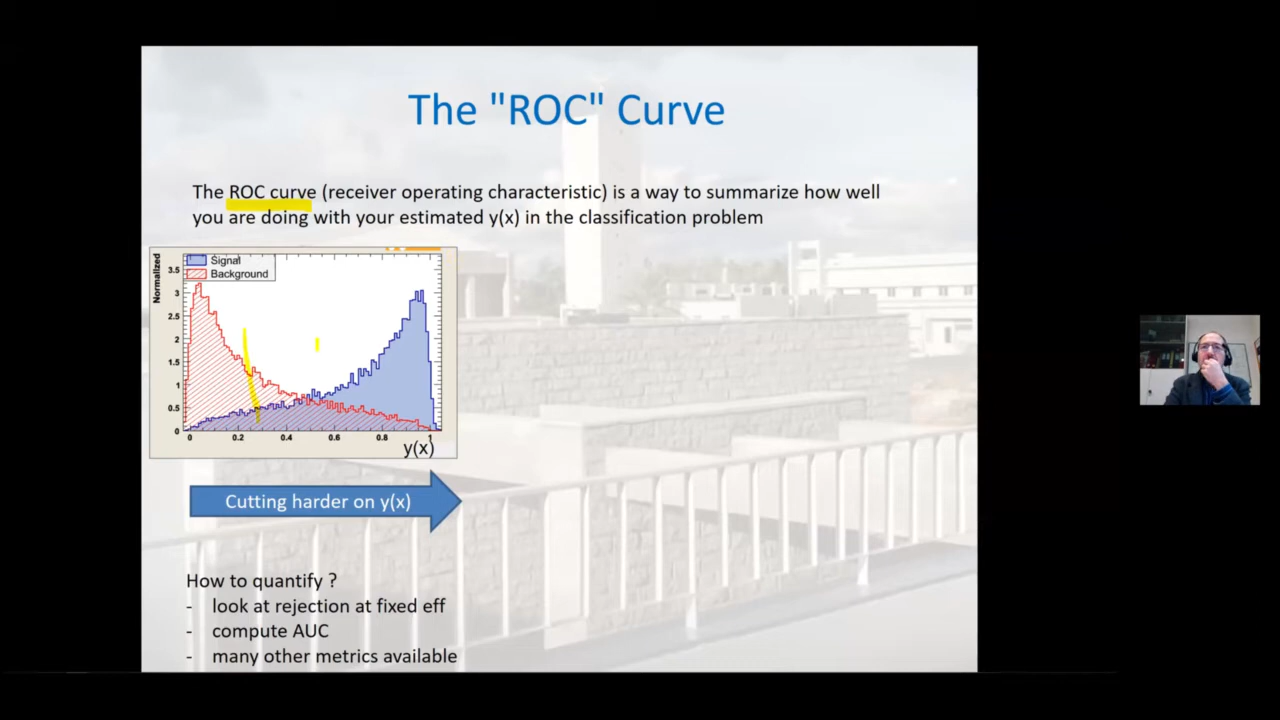 The "ROC" Curve
The ROC curve (receiver operating characteristic) is a way to summarize how well
you are doing with your estimated y(x) in the classification problem
Normalized
Signal
Background
3.5
3
2.5
2
1.5
1
0.5
0
0 0.2 0.4 0.6 0.8 1
y(x)
Cutting harder on y(x)
How to quantify ?
- look at rejection at fixed eff
- compute AUC
- many other metrics available